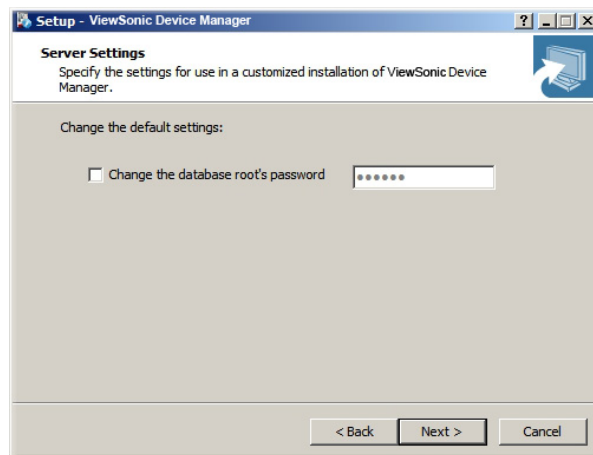 Setup - ViewSonic Device Manager
Server Settings
Specify the settings for use in a customized installation of ViewSonic Device
Manager.
Change the default settings:
Change the database root's password ●●●●●●
< Back Next > Cancel